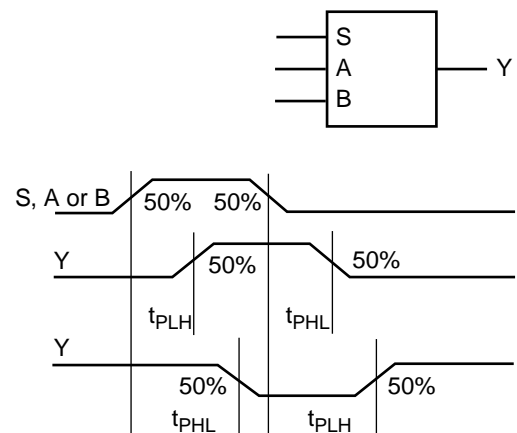 S
A Y
B
S, A or B 50% 50%
Y 50% 50%
tPLH tPHL
Y
50% 50%
tPHL tPLH